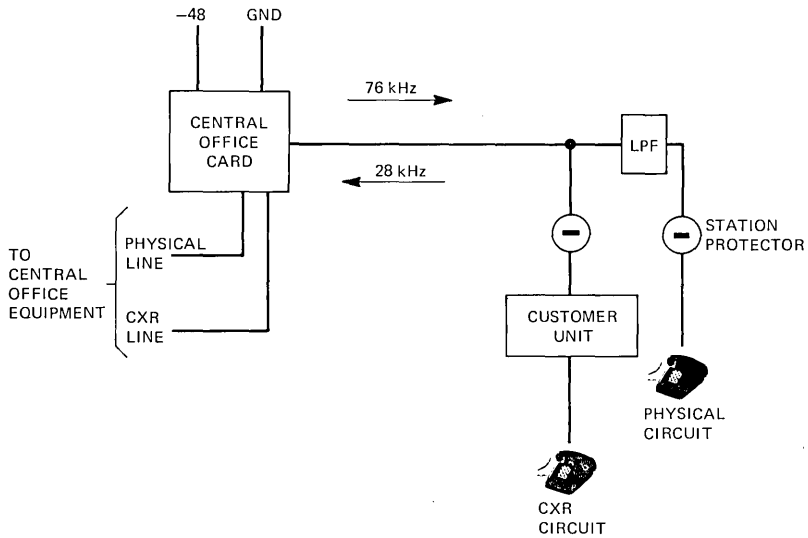 –48
GND
76 kHz
CENTRAL
OFFICE
CARD
LPF
28 kHz
STATION
PROTECTOR
PHYSICAL
LINE
TO
CENTRAL
OFFICE
EQUIPMENT
CXR
LINE
CUSTOMER
UNIT
PHYSICAL
CIRCUIT
CXR
CIRCUIT